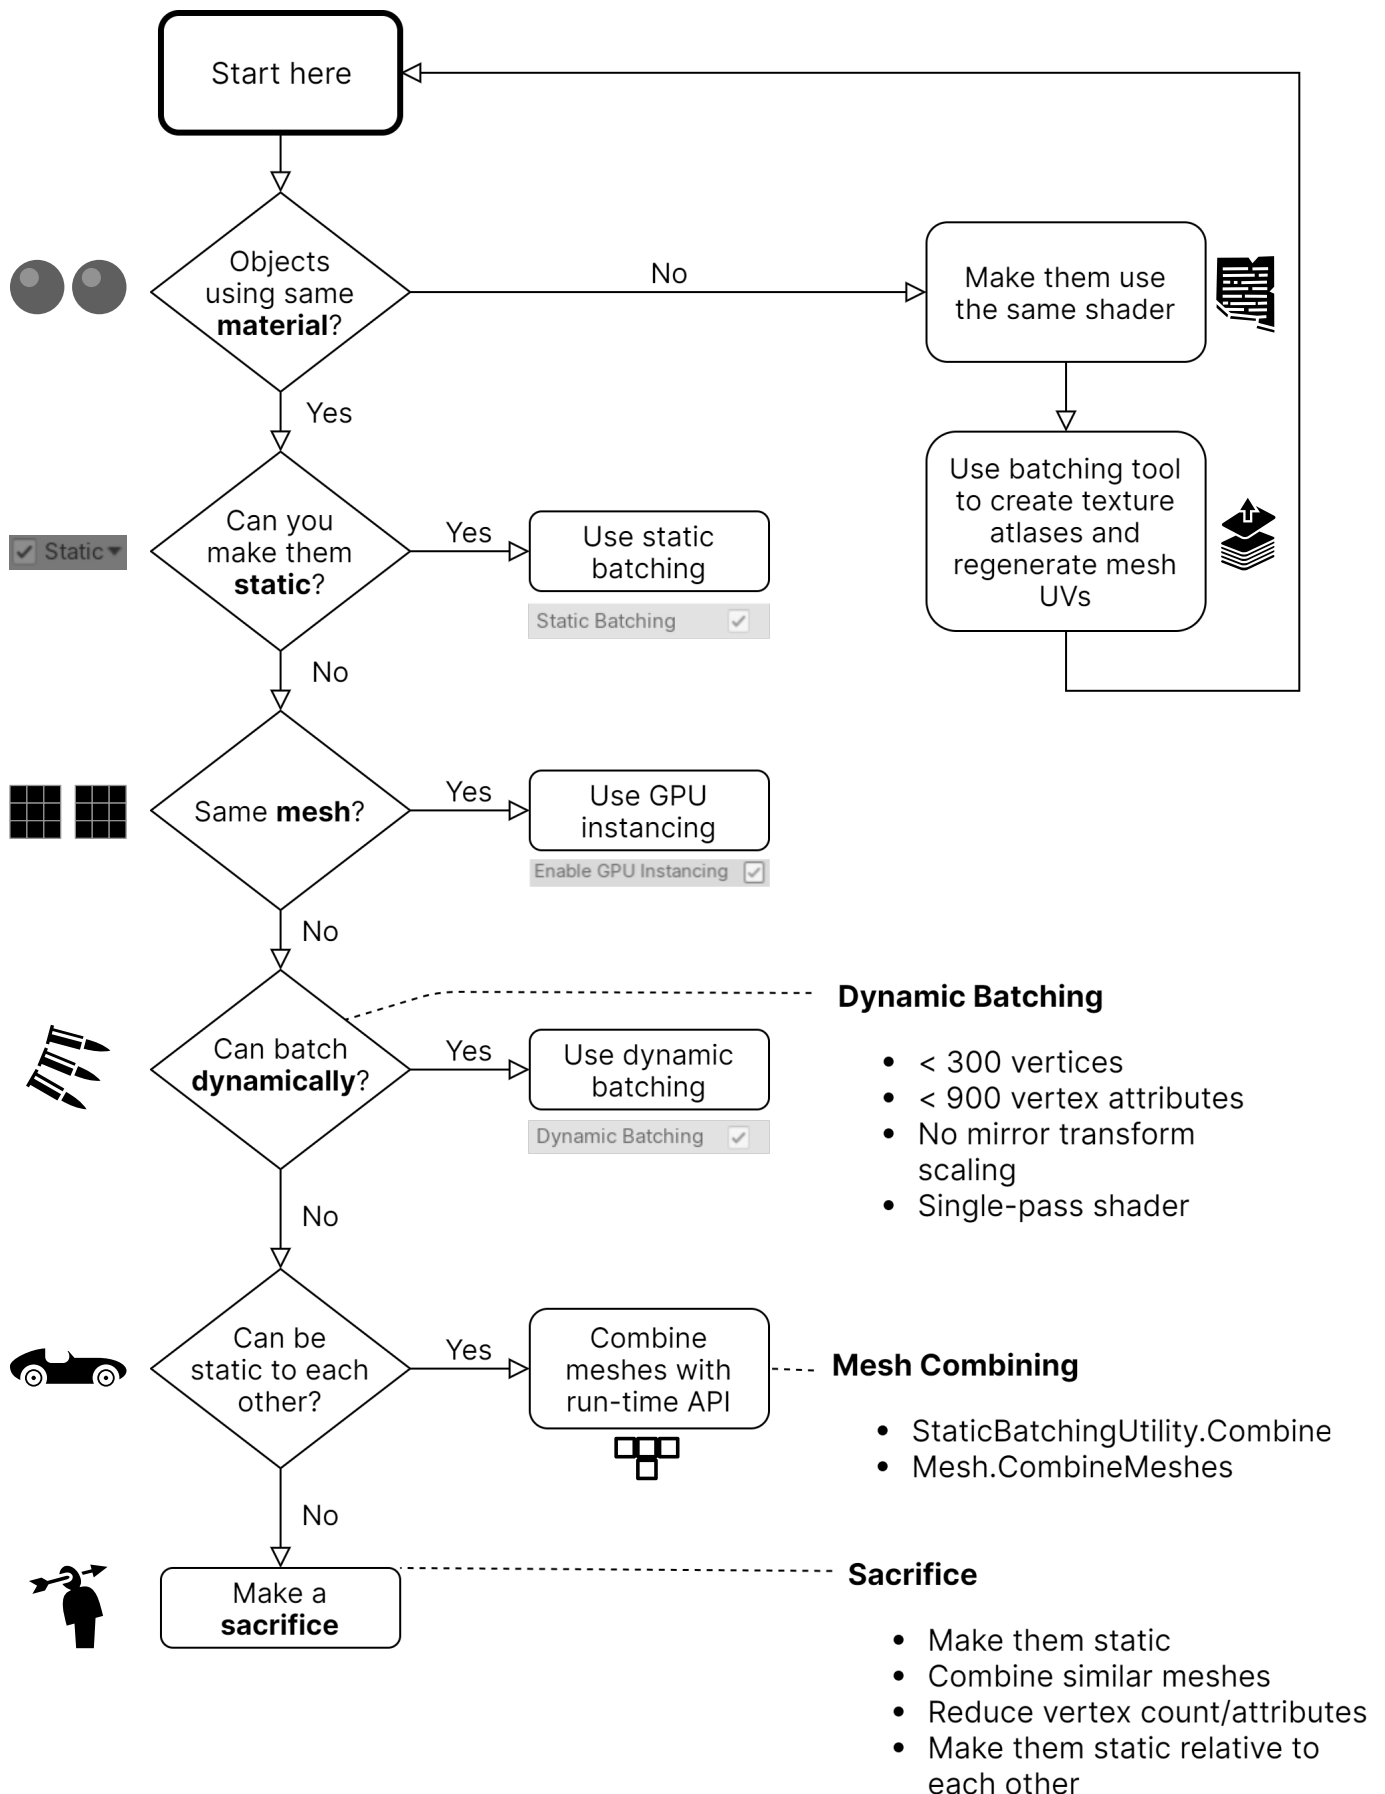 Start here
Objects
using same
material?
No
Make them use
the same shader
Yes
Use batching tool
to create texture
atlases and
regenerate mesh
UVs
Static
Can you
make them
static?
Yes
Use static
batching
Static Batching
No
Same mesh?
Yes
Use GPU
instancing
Enable GPU Instancing
No
Can batch
dynamically?
Yes
Use dynamic
batching
Dynamic Batching
Dynamic Batching
< 300 vertices
< 900 vertex attributes
No mirror transform
scaling
Single-pass shader
No
Can be
static to each
other?
Yes
Combine
meshes with
run-time API
Mesh Combining
StaticBatchingUtility.Combine
Mesh.CombineMeshes
No
Make a
sacrifice
Sacrifice
Make them static
Combine similar meshes
Reduce vertex count/attributes
Make them static relative to
each other